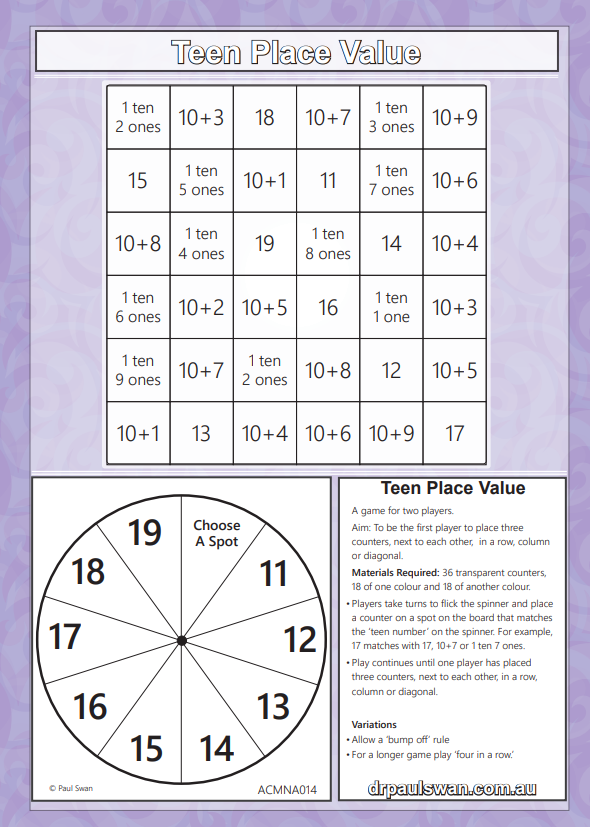 Teen Place Value
1 ten
2 ones
10+3
18
10+7
1 ten
3 ones
10+9
15
1 ten
5 ones
10+1
11
1 ten
7 ones
10+6
10+8
1 ten
4 ones
19
1 ten
8 ones
14
10+4
1 ten
6 ones
10+2
10+5
16
1 ten
1 one
10+3
1 ten
9 ones
10+7
1 ten
2 ones
10+8
12
10+5
10+1
13
10+4
10+6
10+9
17
Choose
A Spot
11
12
13
14
15
16
17
18
19
© Paul Swan
ACMNA014
Teen Place Value
A game for two players.
Aim: To be the first player to place three
counters, next to each other, in a row, column
or diagonal.
Materials Required: 36 transparent counters,
18 of one colour and 18 of another colour.
• Players take turns to flick the spinner and place
a counter on a spot on the board that matches
the ‘teen number’ on the spinner. For example,
17 matches with 17, 10+7 or 1 ten 7 ones.
• Play continues until one player has placed
three counters, next to each other, in a row,
column or diagonal.
Variations
• Allow a ‘bump off’ rule
• For a longer game play ‘four in a row.’
drpaulswan.com.au